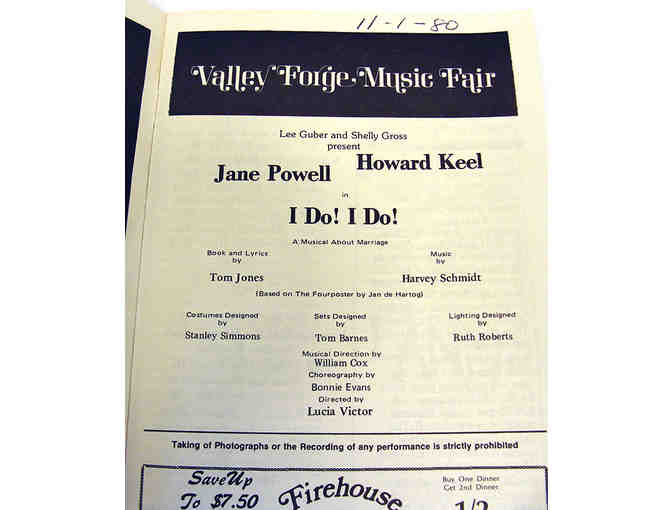 11-1-80
Valley Forge Music Fair
Lee Guber and Shelly Gross
present
Jane Powell Howard Keel
in
I Do! I Do!
A Musical About Marriage
Book and Lyrics
by
Tom Jones
Music
by
Harvey Schmidt
(Based on The Fourposter by Jan de Hartog)
Costumes Designed
by
Stanley Simmons
Sets Designed
by
Tom Barnes
Lighting Designed
by
Ruth Roberts
Musical Direction by
William Cox
Choreography by
Bonnie Evans
Directed by
Lucia Victor
Taking of Photographs or the Recording of any performance is strictly prohibited
Save Up
To $7.50
Firehouse
Buy One Dinner
Get 2nd Dinner
1/2